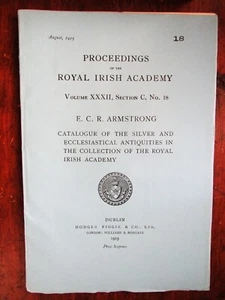 August, 1915
18
PROCEEDINGS
OF THE
ROYAL IRISH ACADEMY
VOLUME XXXII, SECTION C, No. 18
E. C. R. ARMSTRONG
CATALOGUE OF THE SILVER AND
ECCLESIASTICAL ANTIQUITIES IN
THE COLLECTION OF THE ROYAL
IRISH ACADEMY
DUBLIN
HODGES, FIGGIS, & CO., LTD.
LONDON: WILLIAMS & NORGATE
1915
Price Sixpence